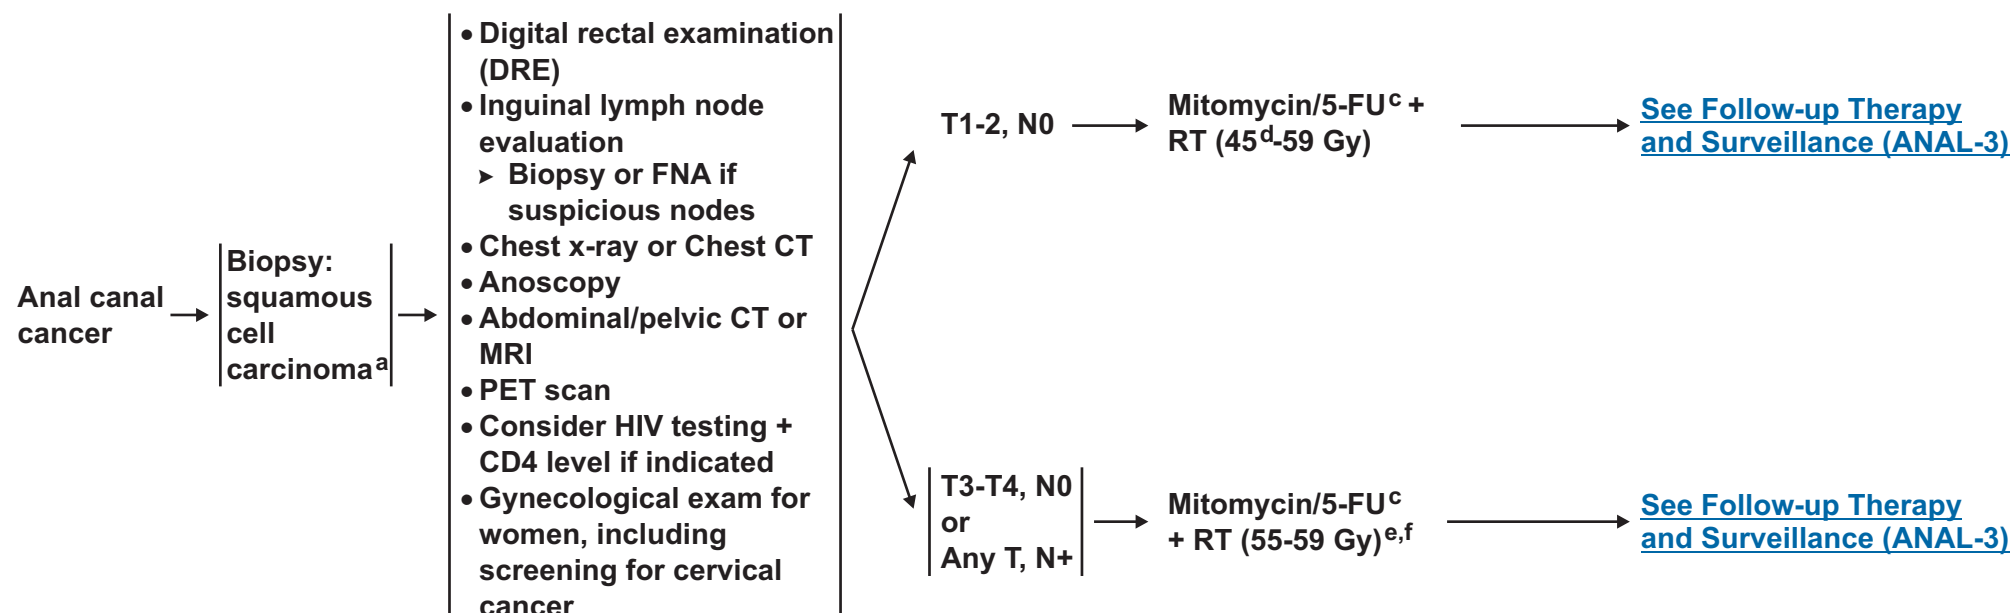 Anal canal
cancer
Biopsy:
squamous
cell
carcinomaᵃ
• Digital rectal examination
(DRE)
• Inguinal lymph node
evaluation
➤ Biopsy or FNA if
suspicious nodes
• Chest x-ray or Chest CT
• Anoscopy
• Abdominal/pelvic CT or
MRI
• PET scan
• Consider HIV testing +
CD4 level if indicated
• Gynecological exam for
women, including
screening for cervical
cancer
T1-2, N0
Mitomycin/5-FUᶜ +
RT (45ᵈ-59 Gy)
See Follow-up Therapy
and Surveillance (ANAL-3)
T3-T4, N0
or
Any T, N+
Mitomycin/5-FUᶜ
+ RT (55-59 Gy)ᵉ,ᶠ
See Follow-up Therapy
and Surveillance (ANAL-3)